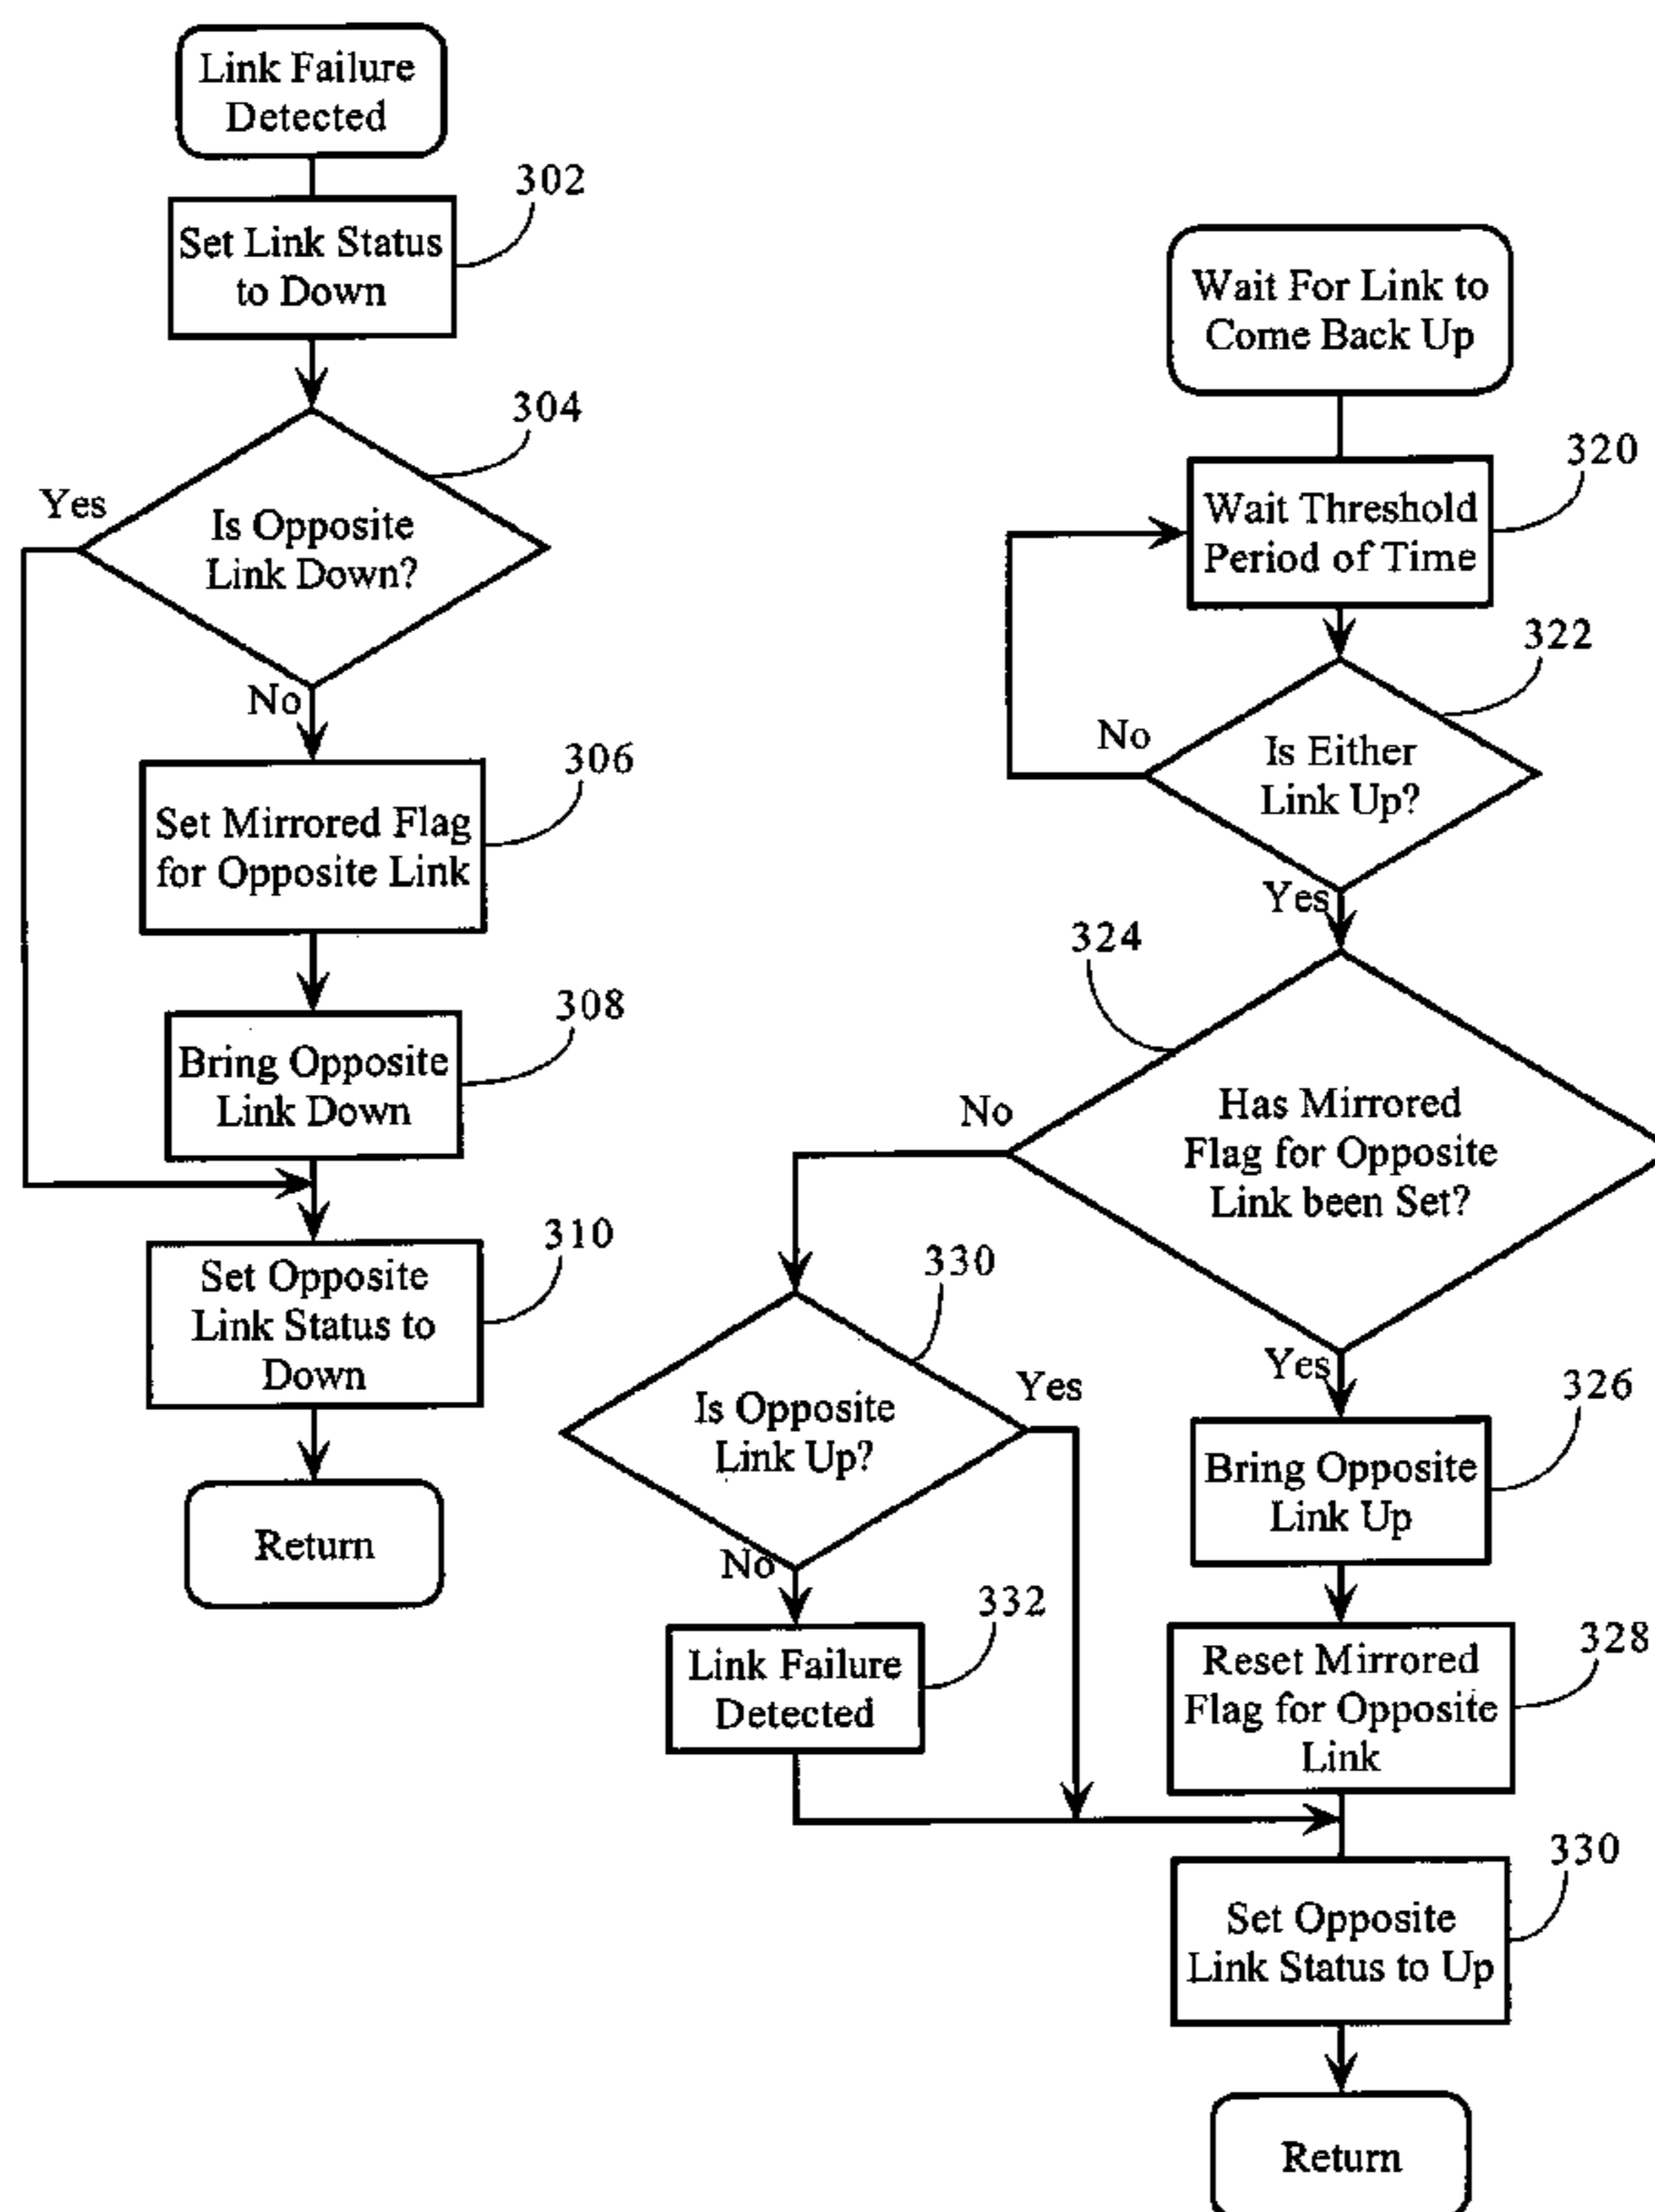 Link Failure
Detected
302
Set Link Status
to Down
304
Yes
Is Opposite
Link Down?
No
306
Set Mirrored Flag
for Opposite Link
308
Bring Opposite
Link Down
310
Set Opposite
Link Status to
Down
Return
Wait For Link to
Come Back Up
320
Wait Threshold
Period of Time
322
No
Is Either
Link Up?
Yes
324
No
Has Mirrored
Flag for Opposite
Link been Set?
Yes
330
Is Opposite
Link Up?
Yes
No
332
Link Failure
Detected
326
Bring Opposite
Link Up
328
Reset Mirrored
Flag for Opposite
Link
330
Set Opposite
Link Status to Up
Return